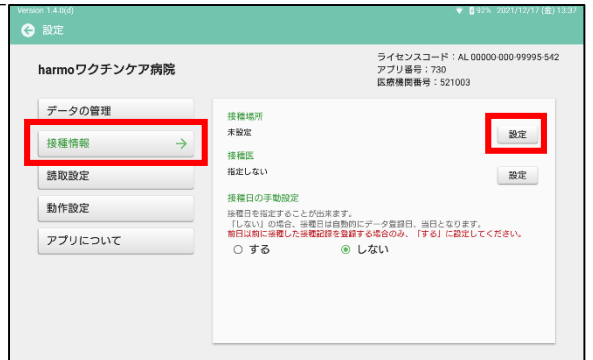 Version 1.4.0(d)
92% 2021/12/17(金) 13:37
設定
harmoワクチンケア病院
ライセンスコード：AL 00000-000-99995-542
アプリ番号：730
医療機関番号：521003
データの管理
接種情報
読取設定
動作設定
アプリについて
接種場所
未設定
設定
接種医
指定しない
設定
接種日の手動設定
接種日を指定することが出来ます。
「しない」の場合、接種日は自動的にデータ登録日、当日となります。
前日以前に接種した接種記録を登録する場合のみ、「する」に設定してください。
する
しない